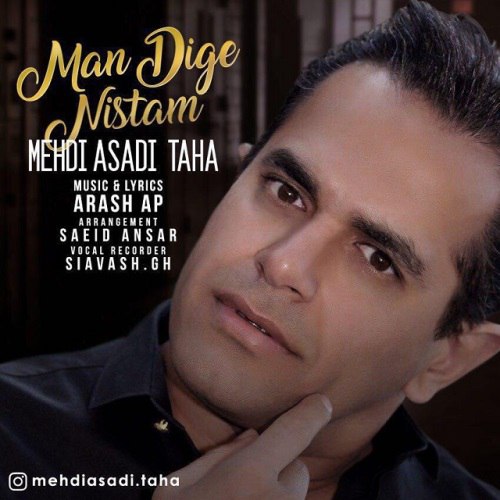 Man Dige
Nistam
MEHDI ASADI TAHA
MUSIC & LYRICS
ARASH AP
ARRANGEMENT
SAEID ANSAR
VOCAL RECORDER
SIAVASH.GH
mehdiasadi.taha